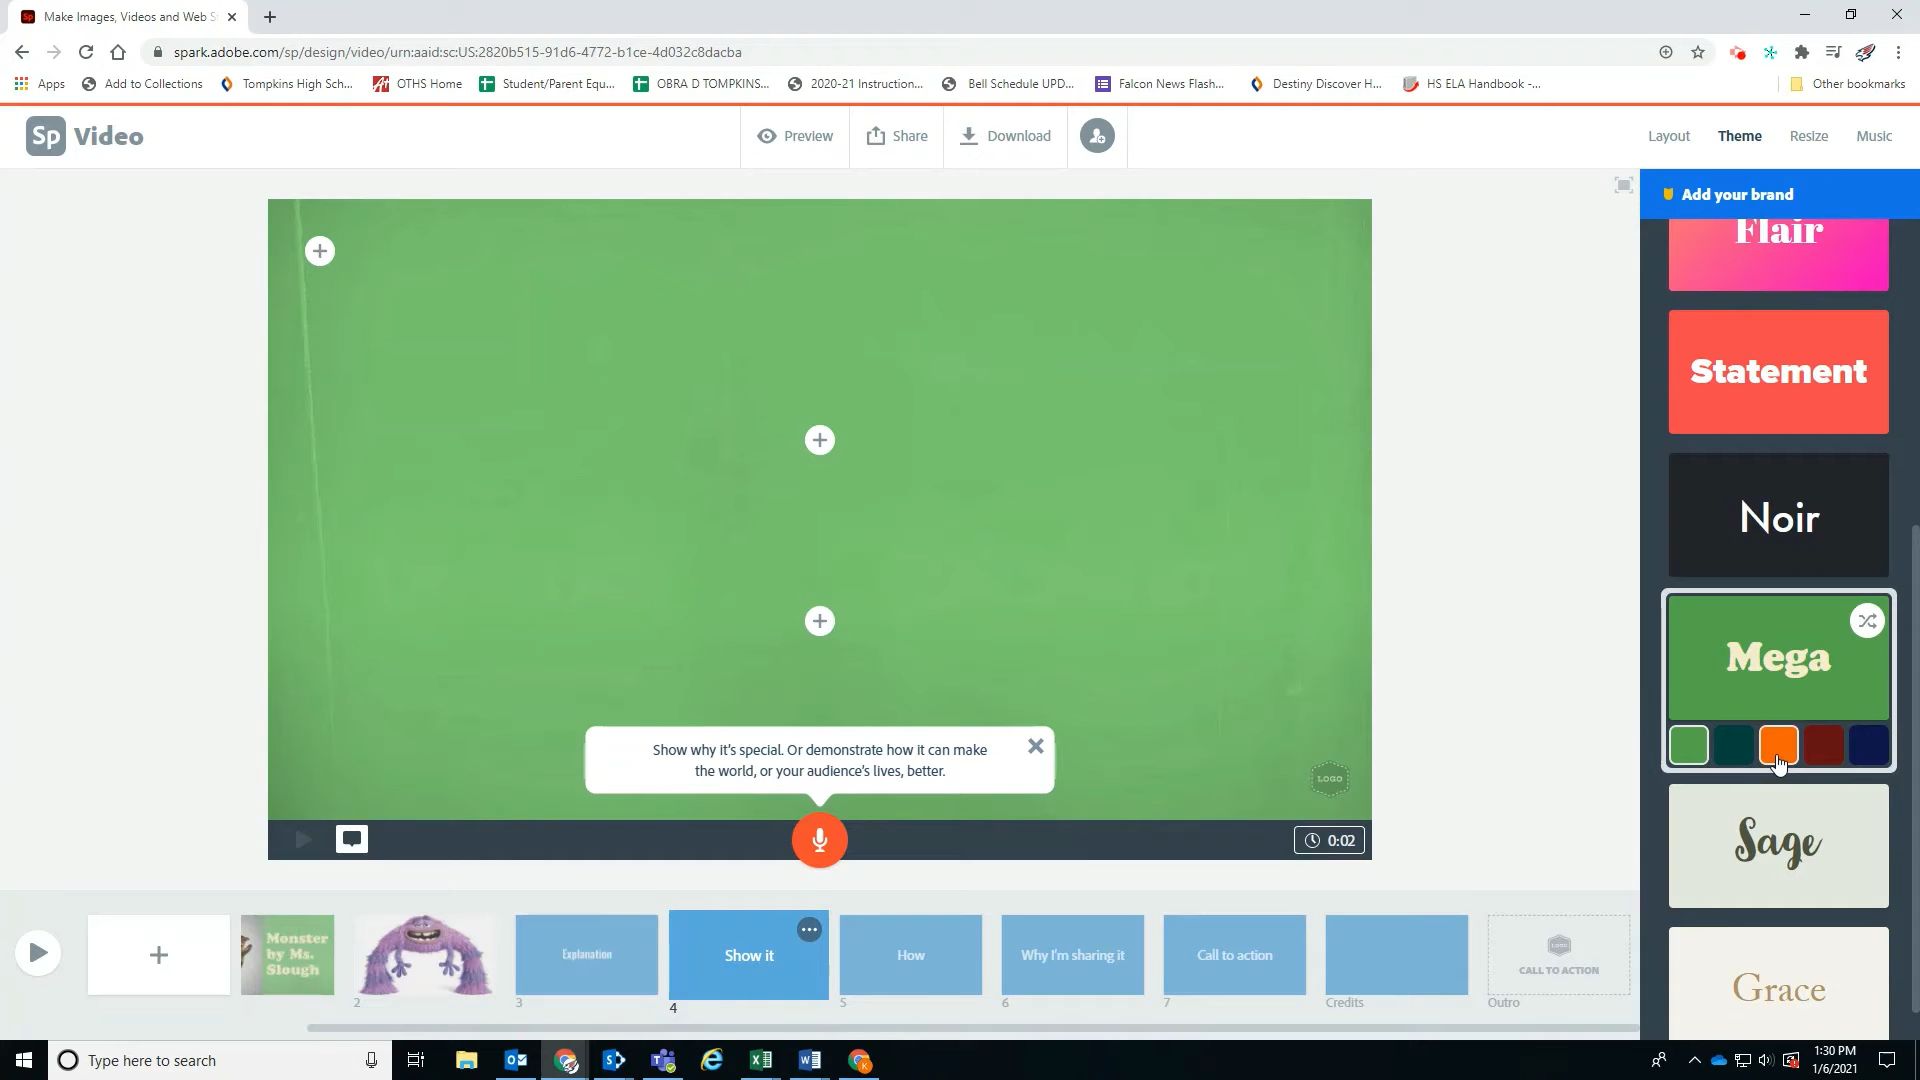 Make Images, Videos and Web S
spark.adobe.com/sp/design/video/urn:aaid:sc:US:2820b515-91d6-4772-b1ce-4d032c8dacba
Apps
Add to Collections
Tompkins High Sch...
OTHS Home
Student/Parent Equ...
OBRA D TOMPKINS...
2020-21 Instruction...
Bell Schedule UPD...
Falcon News Flash...
Destiny Discover H...
HS ELA Handbook -...
Other bookmarks
Sp Video
Preview
Share
Download
Layout
Theme
Resize
Music
Add your brand
Flair
Statement
Noir
Mega
Sage
Grace
Show why it's special. Or demonstrate how it can make
the world, or your audience's lives, better.
LOGO
0:02
Monster
by Ms.
Slough
2
Explanation
3
Show it
4
How
5
Why I'm sharing it
6
Call to action
7
Credits
LOGO
CALL TO ACTION
Outro
Type here to search
1:30 PM
1/6/2021